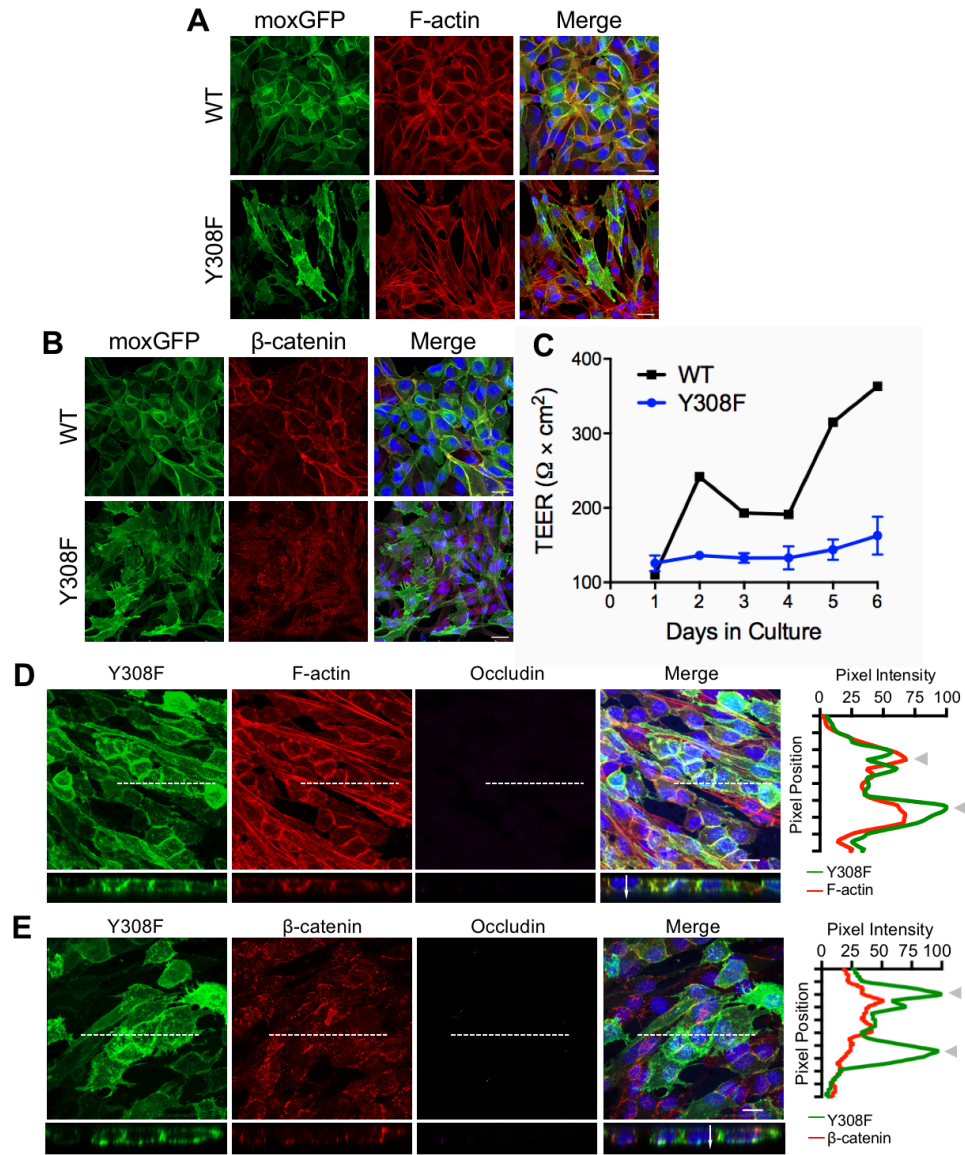 A
moxGFP F-actin Merge
WT
Y308F
B
moxGFP β-catenin Merge
WT
Y308F
C
400
300
200
100
0 1 2 3 4 5 6
TEER (Ω × cm²)
Days in Culture
WT
Y308F
D
Y308F F-actin Occludin Merge
Pixel Intensity
0 25 50 75 100
Pixel Position
Y308F
F-actin
E
Y308F β-catenin Occludin Merge
Pixel Intensity
0 25 50 75 100
Pixel Position
Y308F
β-catenin